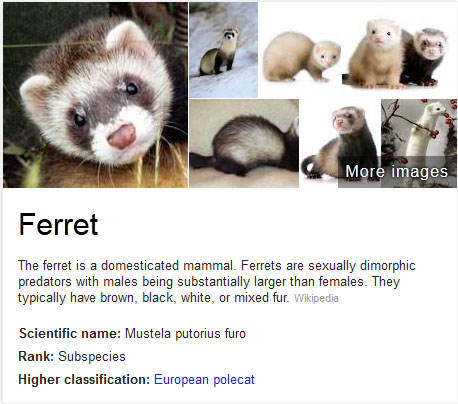 More images
Ferret
The ferret is a domesticated mammal. Ferrets are sexually dimorphic
predators with males being substantially larger than females. They
typically have brown, black, white, or mixed fur. Wikipedia
Scientific name: Mustela putorius furo
Rank: Subspecies
Higher classification: European polecat